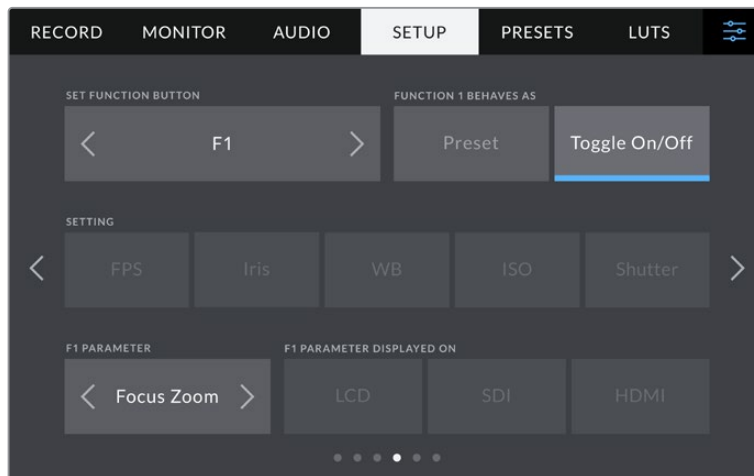 RECORD MONITOR AUDIO SETUP PRESETS LUTS
SET FUNCTION BUTTON FUNCTION 1 BEHAVES AS
F1 Preset Toggle On/Off
SETTING
FPS Iris WB ISO Shutter
F1 PARAMETER F1 PARAMETER DISPLAYED ON
Focus Zoom LCD SDI HDMI